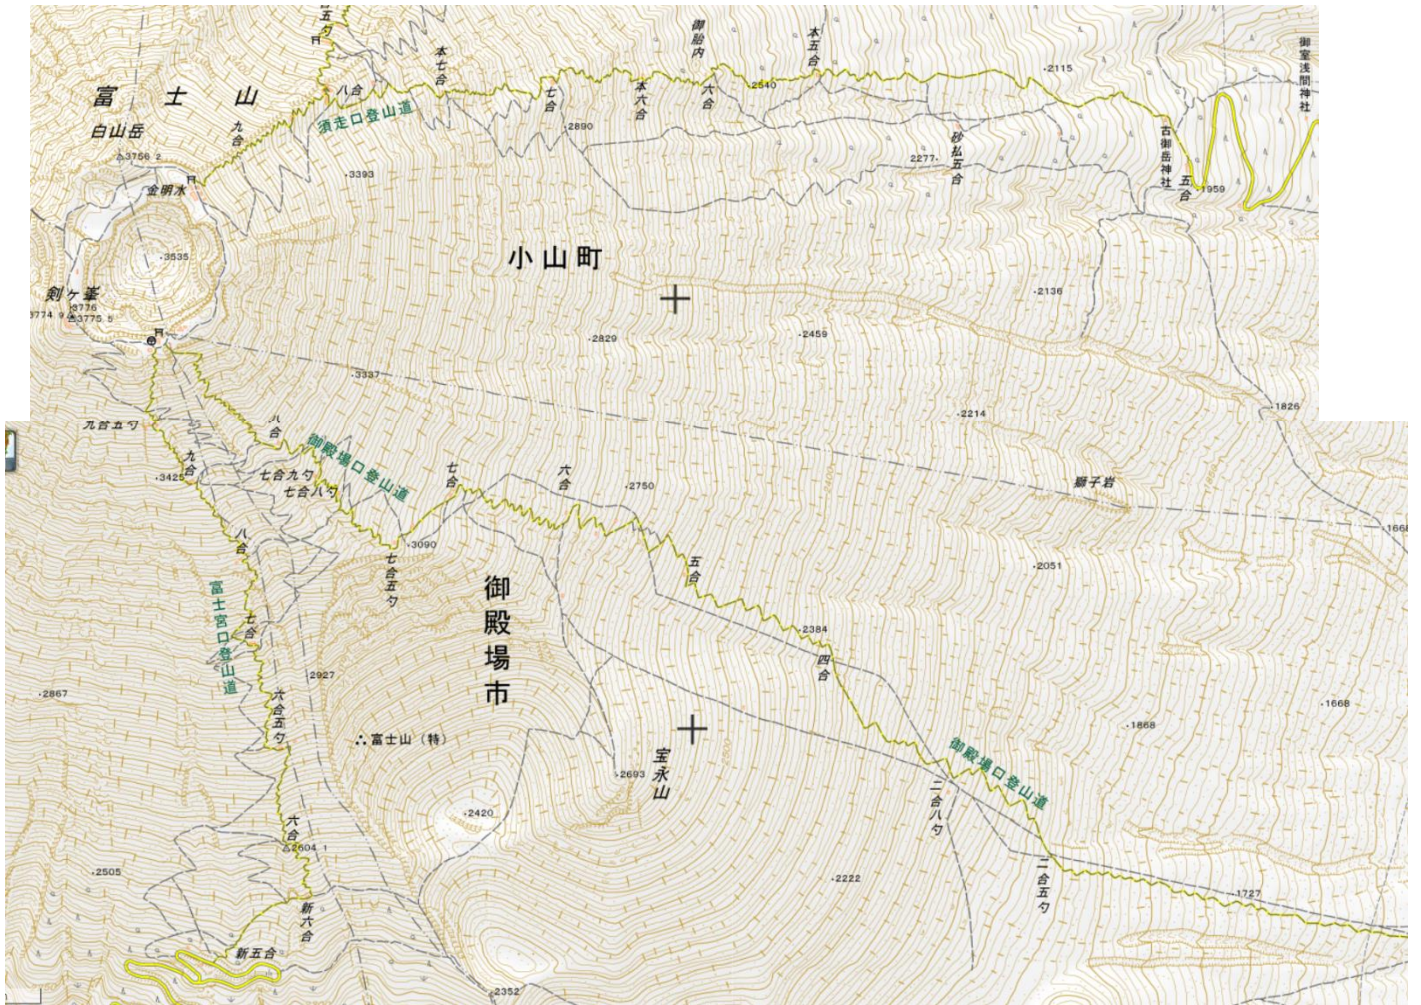 合五勺
本七合
御胎内
本五合
御室浅間神社
2115
富士山
八合
七合
本六合
六合
2540
須走口登山道
白山岳
九合
2890
砂払五合
古御岳神社
3756 2
2277
五合
1959
3393
金明水
3535
小山町
剣ヶ峯
3776
3774 9
3775 5
2136
2829
2459
3337
2214
1826
九合五勺
八合
御殿場口登山道
九合
3425
七合九勺
七合八勺
七合
六合
2750
獅子岩
1668
八合
3090
七合五勺
五合
2051
御殿場市
富士宮口登山道
七合
2384
四合
2927
2867
六合五勺
1668
1868
富士山（特）
宝永山
2693
御殿場口登山道
二合八勺
2420
六合
2604 1
2505
2222
二合五勺
1727
新六合
新五合
2352